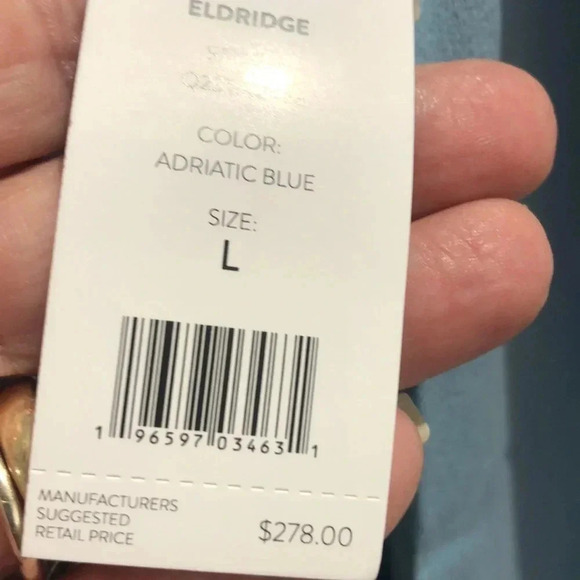 ELDRIDGE
COLOR:
ADRIATIC BLUE
SIZE:
L
1 96597 03463 1
MANUFACTURERS
SUGGESTED
RETAIL PRICE
$278.00